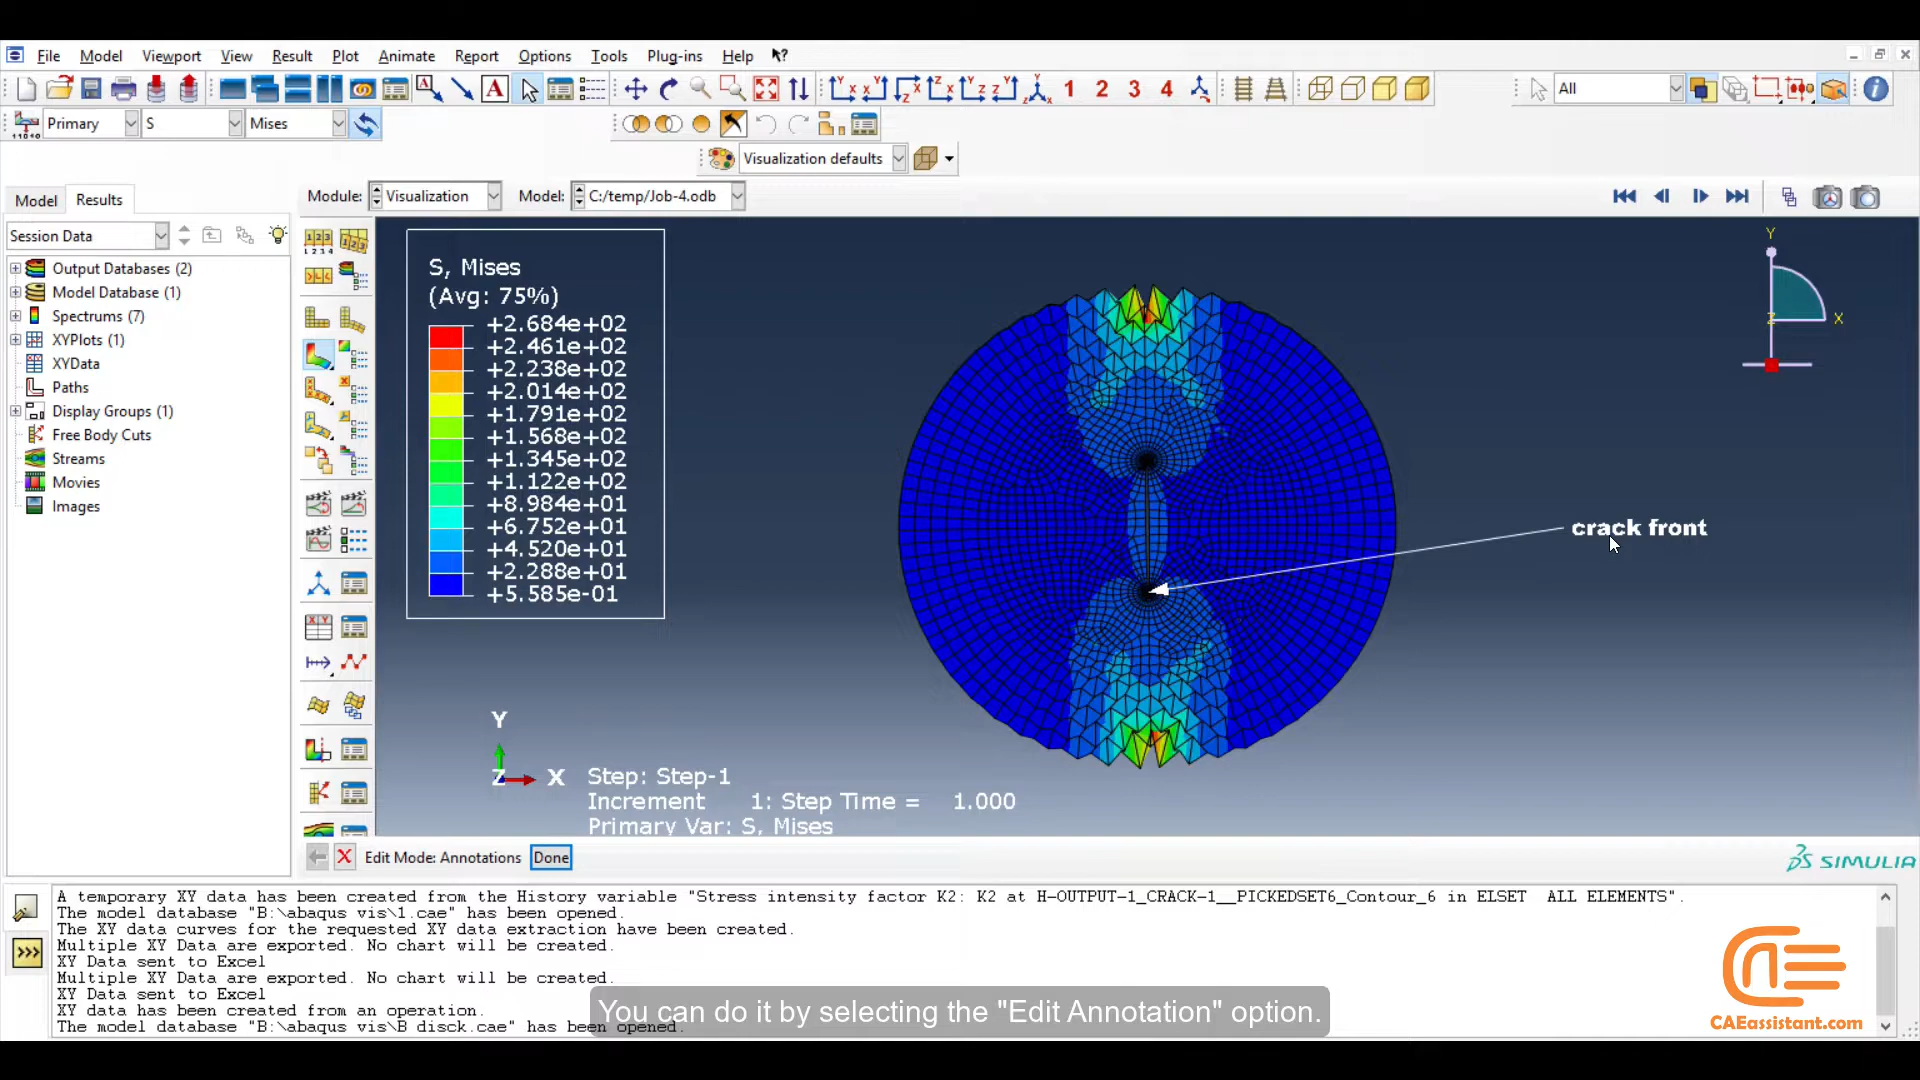 File Model Viewport View Result Plot Animate Report Options Tools Plug-ins Help
A 1 2 3 4 All
Primary S Mises
Visualization defaults
Model Results
Module: Visualization Model: C:/temp/Job-4.odb
Session Data
Output Databases (2)
Model Database (1)
Spectrums (7)
XYPlots (1)
XYData
Paths
Display Groups (1)
Free Body Cuts
Streams
Movies
Images
S, Mises
(Avg: 75%)
+2.684e+02
+2.461e+02
+2.238e+02
+2.014e+02
+1.791e+02
+1.568e+02
+1.345e+02
+1.122e+02
+8.984e+01
+6.752e+01
+4.520e+01
+2.288e+01
+5.585e-01
Y
Z X
crack front
Y
Z X
Step: Step-1
Increment 1: Step Time = 1.000
Primary Var: S, Mises
Edit Mode: Annotations Done
SIMULIA
A temporary XY data has been created from the History variable "Stress intensity factor K2: K2 at H-OUTPUT-1_CRACK-1__PICKEDSET6_Contour_6 in ELSET  ALL ELEMENTS".
The model database "B:\abaqus vis\1.cae" has been opened.
The XY data curves for the requested XY data extraction have been created.
Multiple XY Data are exported. No chart will be created.
XY Data sent to Excel
Multiple XY Data are exported. No chart will be created.
XY Data sent to Excel
XY data has been created from an operation.
The model database "B:\abaqus vis\B disck.cae" has been opened.
You can do it by selecting the "Edit Annotation" option.
CAEassistant.com